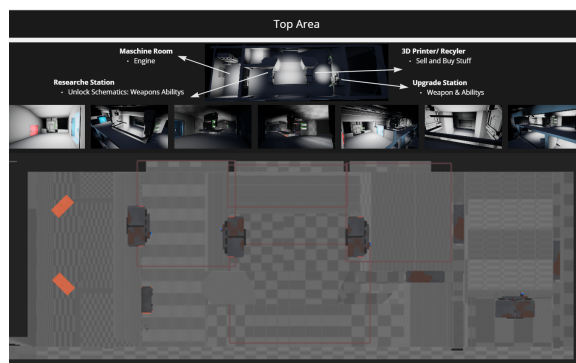 Top Area
Maschine Room
- Engine
3D Printer/ Recyler
- Sell and Buy Stuff
Researche Station
- Unlock Schematics: Weapons Abilitys
Upgrade Station
- Weapon & Abilitys